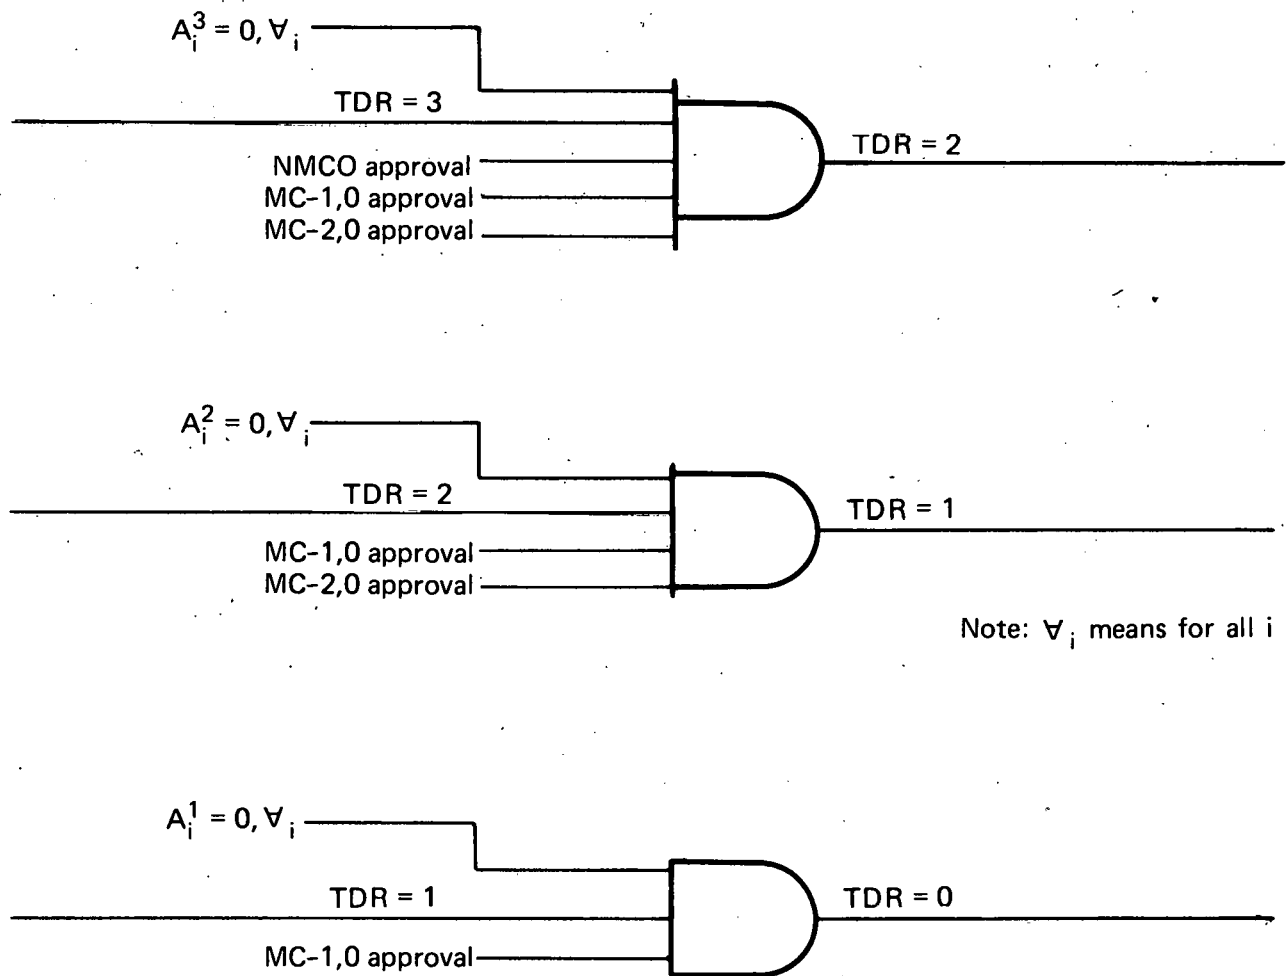 A_i^3 = 0, ∀_i
TDR = 3
TDR = 2
NMCO approval
MC-1,0 approval
MC-2,0 approval
A_i^2 = 0, ∀_i
TDR = 2
TDR = 1
MC-1,0 approval
MC-2,0 approval
Note: ∀_i means for all i
A_i^1 = 0, ∀_i
TDR = 1
TDR = 0
MC-1,0 approval